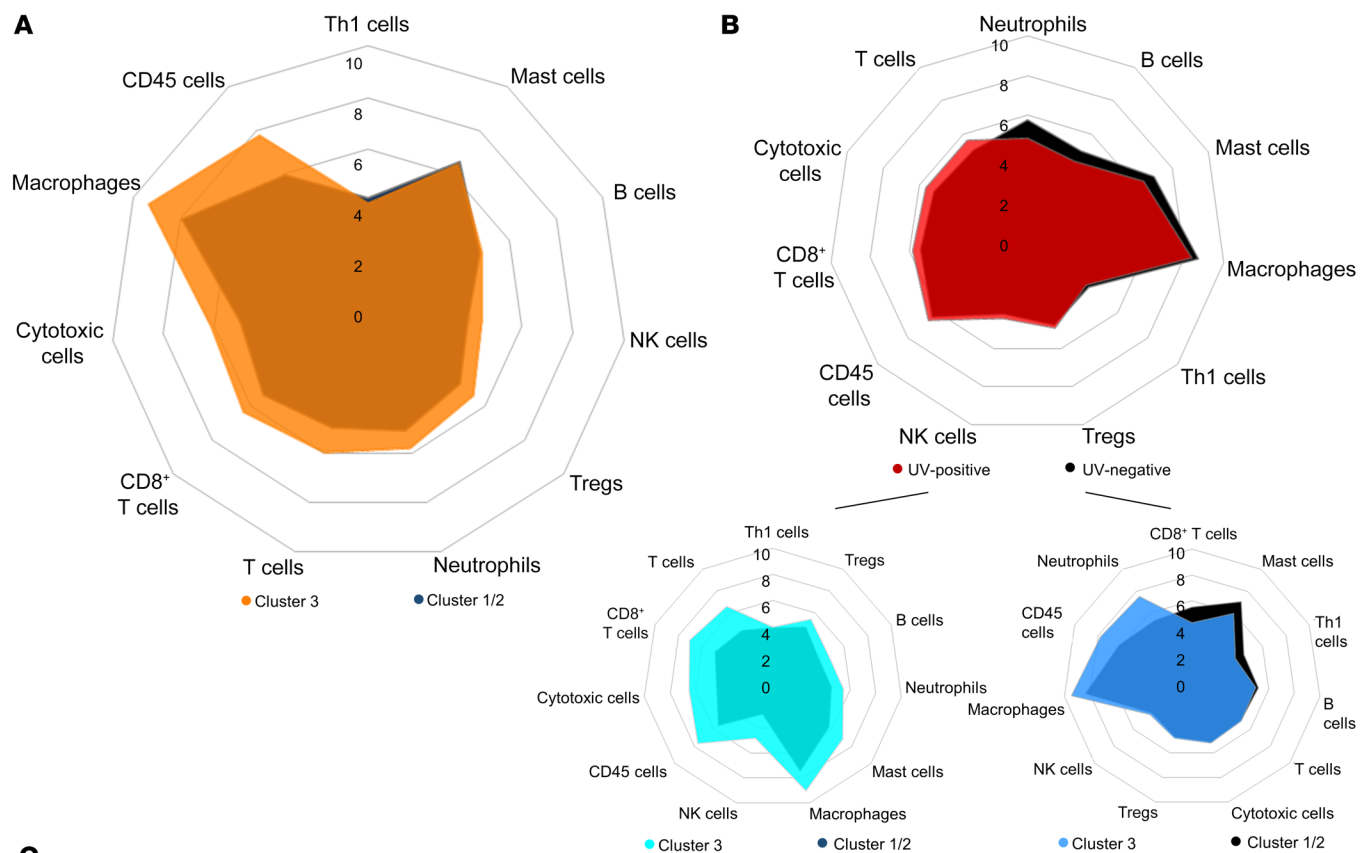 A
Th1 cells
CD45 cells
Mast cells
Macrophages
B cells
Cytotoxic
cells
NK cells
CD8⁺
T cells
Tregs
T cells
Neutrophils
10
8
6
4
2
0
Cluster 3
Cluster 1/2
B
Neutrophils
T cells
B cells
Cytotoxic
cells
Mast cells
CD8⁺
T cells
Macrophages
CD45
cells
Th1 cells
NK cells
Tregs
10
8
6
4
2
0
UV-positive
UV-negative
Th1 cells
T cells
Tregs
CD8⁺
T cells
B cells
Cytotoxic cells
Neutrophils
CD45 cells
Mast cells
NK cells
Macrophages
10
8
6
4
2
0
Cluster 3
Cluster 1/2
CD8⁺ T cells
Neutrophils
Mast cells
CD45
cells
Th1
cells
Macrophages
B
cells
NK cells
T cells
Tregs
Cytotoxic cells
10
8
6
4
2
0
Cluster 3
Cluster 1/2